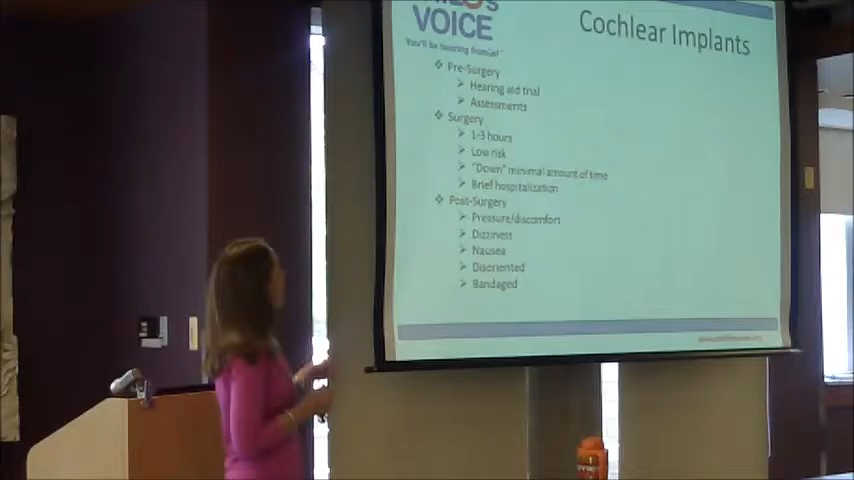 VOICE
You'll be hearing from us!
Cochlear Implants
Pre-Surgery
Hearing aid trial
Assessments
Surgery
1-3 hours
Low risk
"Down" minimal amount of time
Brief hospitalization
Post-Surgery
Pressure/discomfort
Dizziness
Nausea
Disoriented
Bandaged